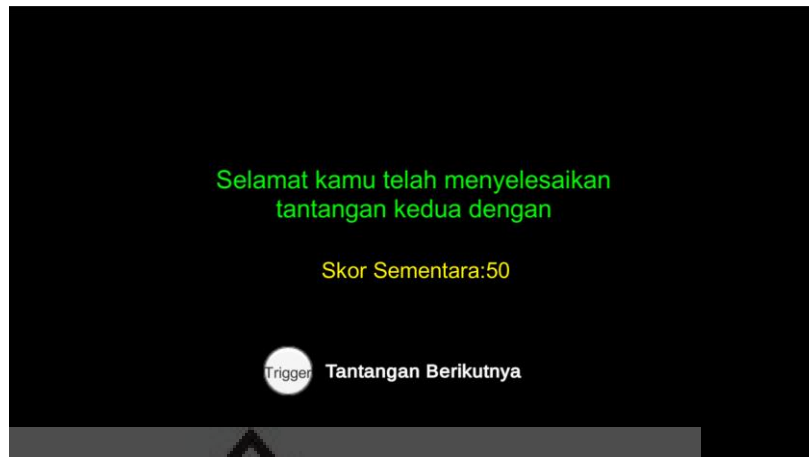 Selamat kamu telah menyelesaikan
tantangan kedua dengan
Skor Sementara:50
Trigger Tantangan Berikutnya